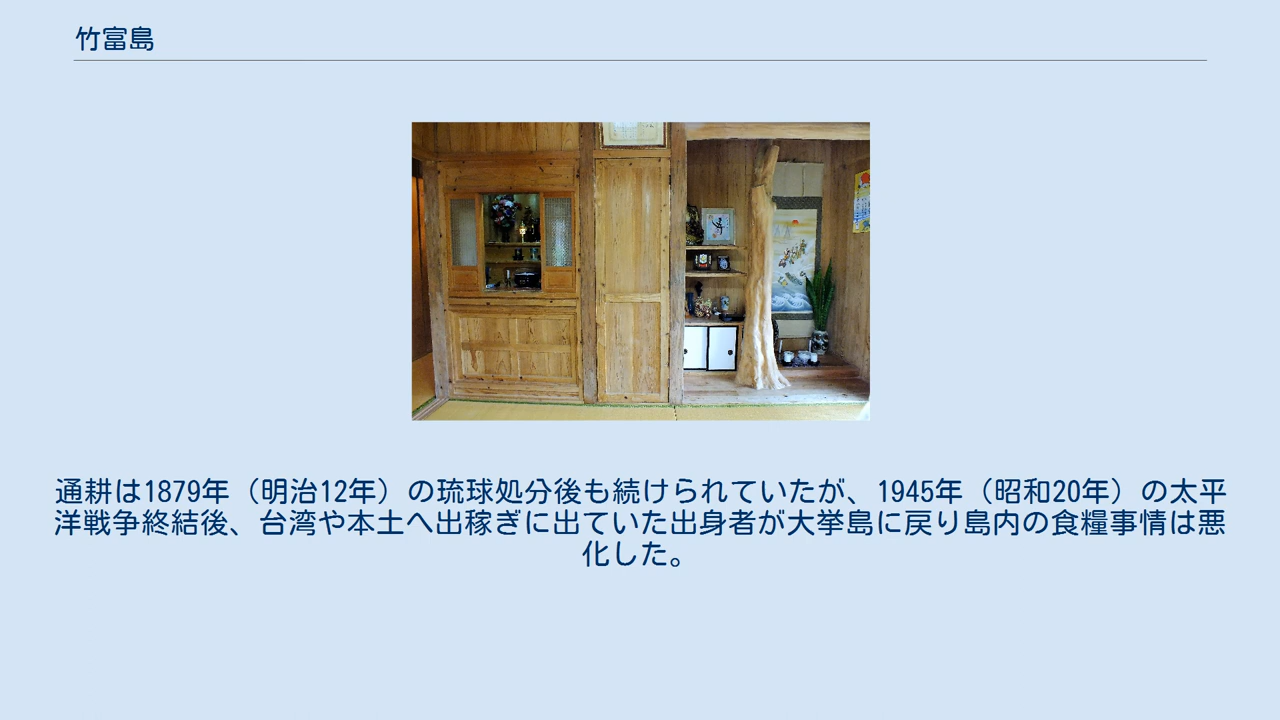 竹富島
通耕は1879年（明治12年）の琉球処分後も続けられていたが、1945年（昭和20年）の太平
洋戦争終結後、台湾や本土へ出稼ぎに出ていた出身者が大挙島に戻り島内の食糧事情は悪
化した。